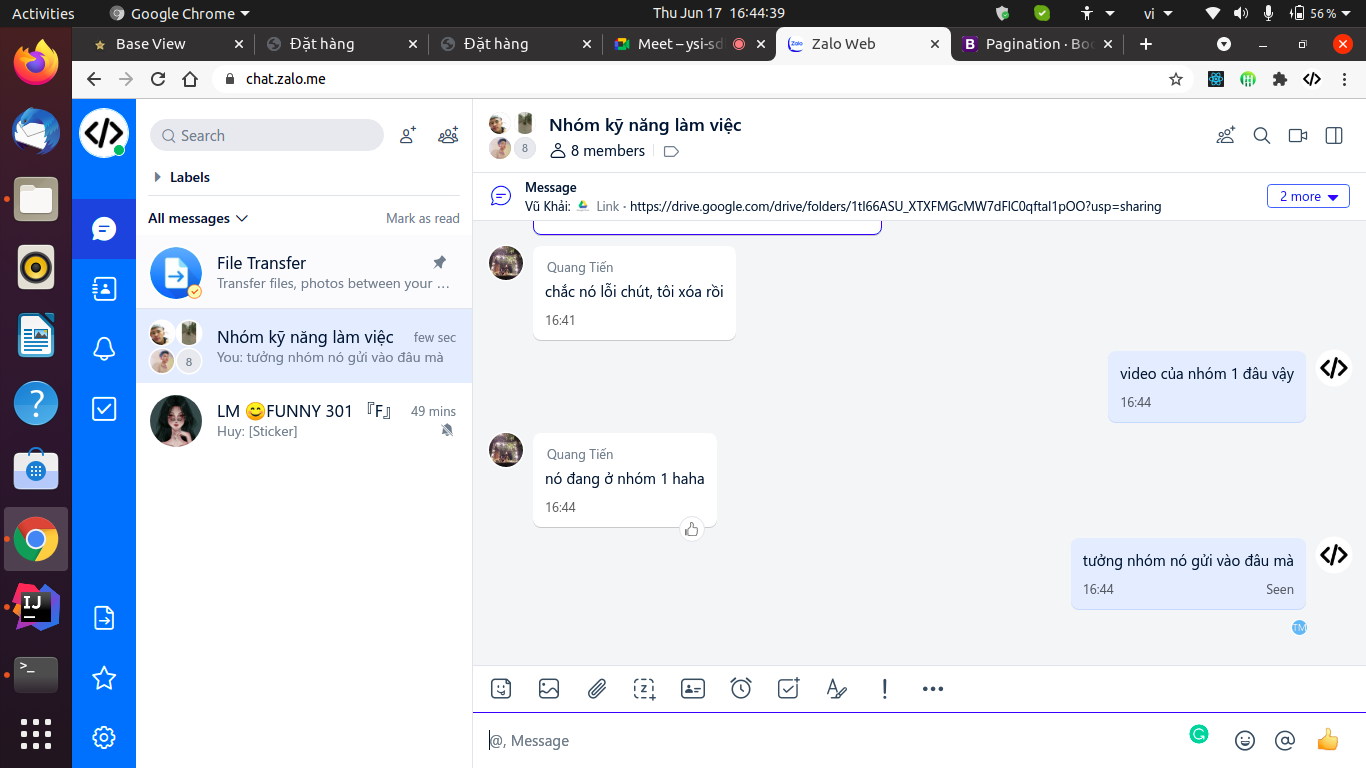 Activities
Google Chrome
Thu Jun 17 16:44:39
vi
56 %
Base View
Đặt hàng
Đặt hàng
Meet – ysi-sd
Zalo
Zalo Web
B
Pagination · Boo
chat.zalo.me
Search
Labels
All messages
Mark as read
File Transfer
Transfer files, photos between your ...
Nhóm kỹ năng làm việc
few sec
8
You: tưởng nhóm nó gửi vào đâu mà
LM 😊FUNNY 301 『F』
49 mins
Huy: [Sticker]
Nhóm kỹ năng làm việc
8
8 members
Message
Vũ Khải: Link · https://drive.google.com/drive/folders/1tl66ASU_XTXFMGcMW7dFlC0qftal1pOO?usp=sharing
2 more
Quang Tiến
chắc nó lỗi chút, tôi xóa rồi
16:41
video của nhóm 1 đâu vậy
16:44
Quang Tiến
nó đang ở nhóm 1 haha
16:44
tưởng nhóm nó gửi vào đâu mà
16:44
Seen
TM
@, Message
IJ